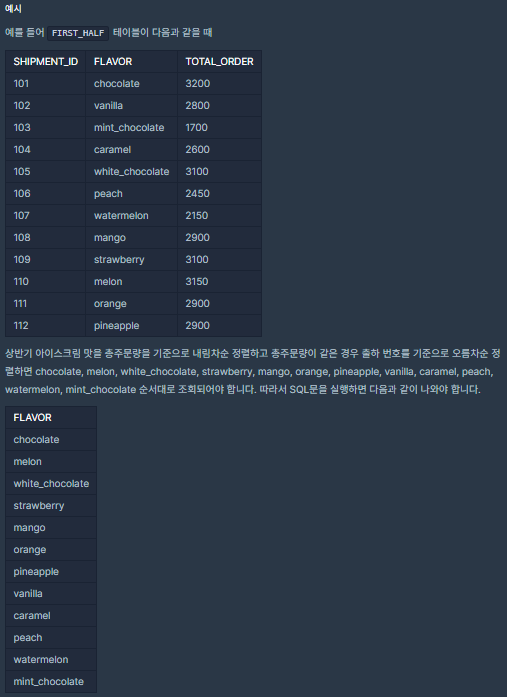 예시
예를 들어 FIRST_HALF 테이블이 다음과 같을 때
SHIPMENT_ID FLAVOR TOTAL_ORDER
101 chocolate 3200
102 vanilla 2800
103 mint_chocolate 1700
104 caramel 2600
105 white_chocolate 3100
106 peach 2450
107 watermelon 2150
108 mango 2900
109 strawberry 3100
110 melon 3150
111 orange 2900
112 pineapple 2900
상반기 아이스크림 맛을 총주문량을 기준으로 내림차순 정렬하고 총주문량이 같은 경우 출하 번호를 기준으로 오름차순 정
렬하면 chocolate, melon, white_chocolate, strawberry, mango, orange, pineapple, vanilla, caramel, peach,
watermelon, mint_chocolate 순서대로 조회되어야 합니다. 따라서 SQL문을 실행하면 다음과 같이 나와야 합니다.
FLAVOR
chocolate
melon
white_chocolate
strawberry
mango
orange
pineapple
vanilla
caramel
peach
watermelon
mint_chocolate